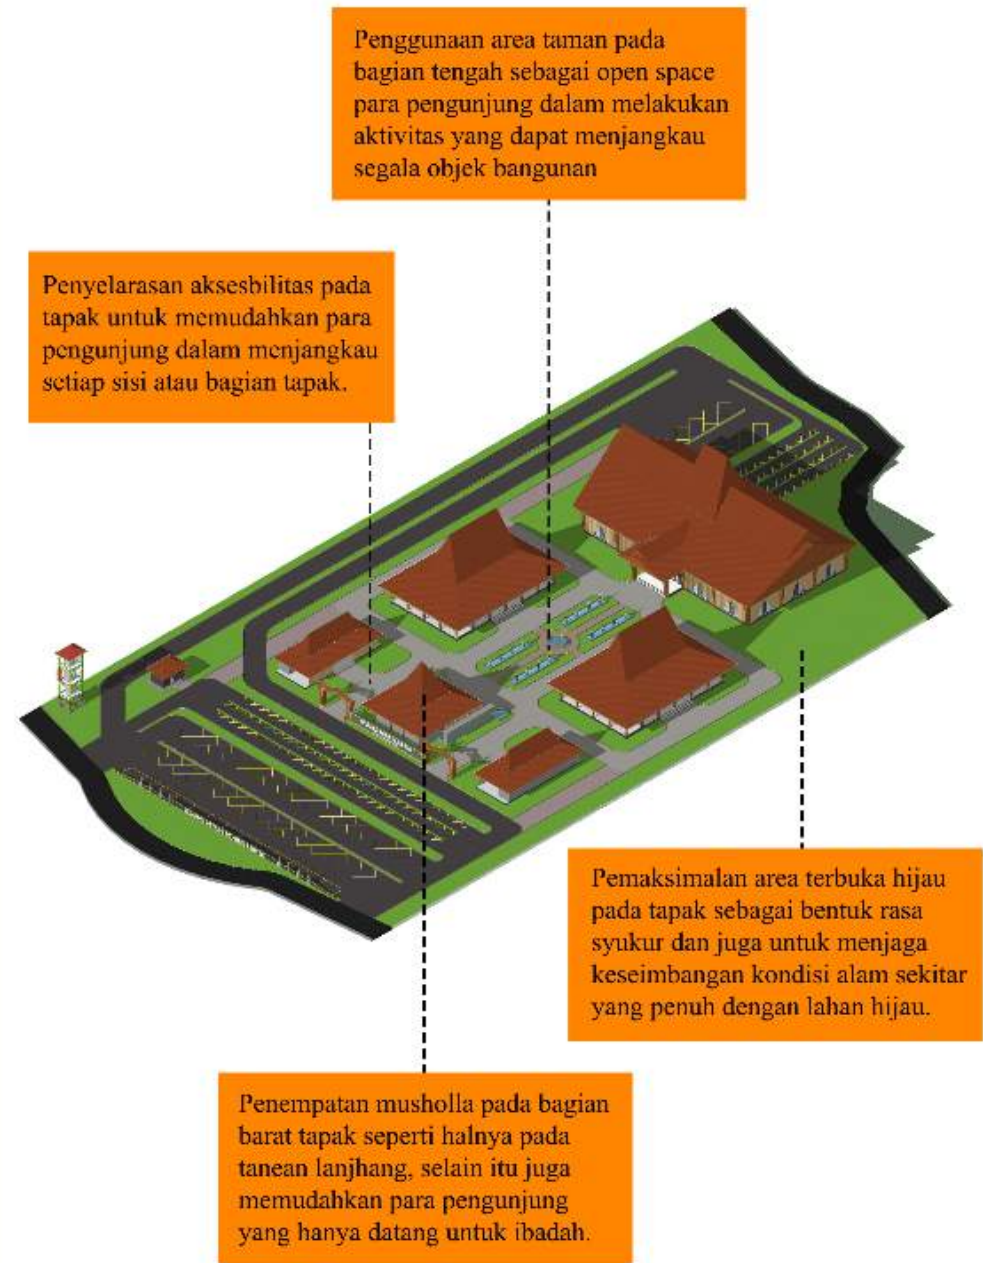 Penggunaan area taman pada
bagian tengah sebagai open space
para pengunjung dalam melakukan
aktivitas yang dapat menjangkau
segala objek bangunan
Penyelarasan aksesbilitas pada
tapak untuk memudahkan para
pengunjung dalam menjangkau
setiap sisi atau bagian tapak.
Pemaksimalan area terbuka hijau
pada tapak sebagai bentuk rasa
syukur dan juga untuk menjaga
keseimbangan kondisi alam sekitar
yang penuh dengan lahan hijau.
Penempatan musholla pada bagian
barat tapak seperti halnya pada
tanean lanjhang, selain itu juga
memudahkan para pengunjung
yang hanya datang untuk ibadah.